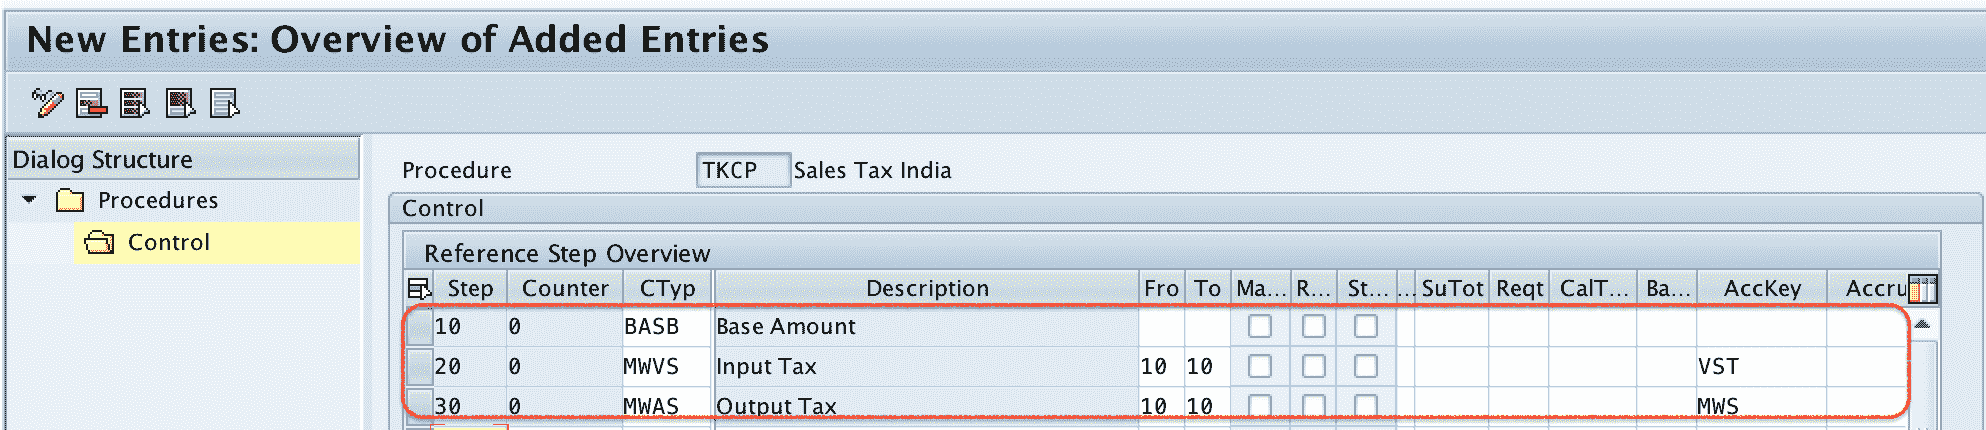 New Entries: Overview of Added Entries
Dialog Structure
Procedures
Control
Procedure TKCP Sales Tax India
Control
Reference Step Overview
Step Counter CTyp Description Fro To Ma... R... St... ... SuTot Reqt CalT... Ba... AccKey Accru
10 0 BASB Base Amount
20 0 MWVS Input Tax 10 10 VST
30 0 MWAS Output Tax 10 10 MWS